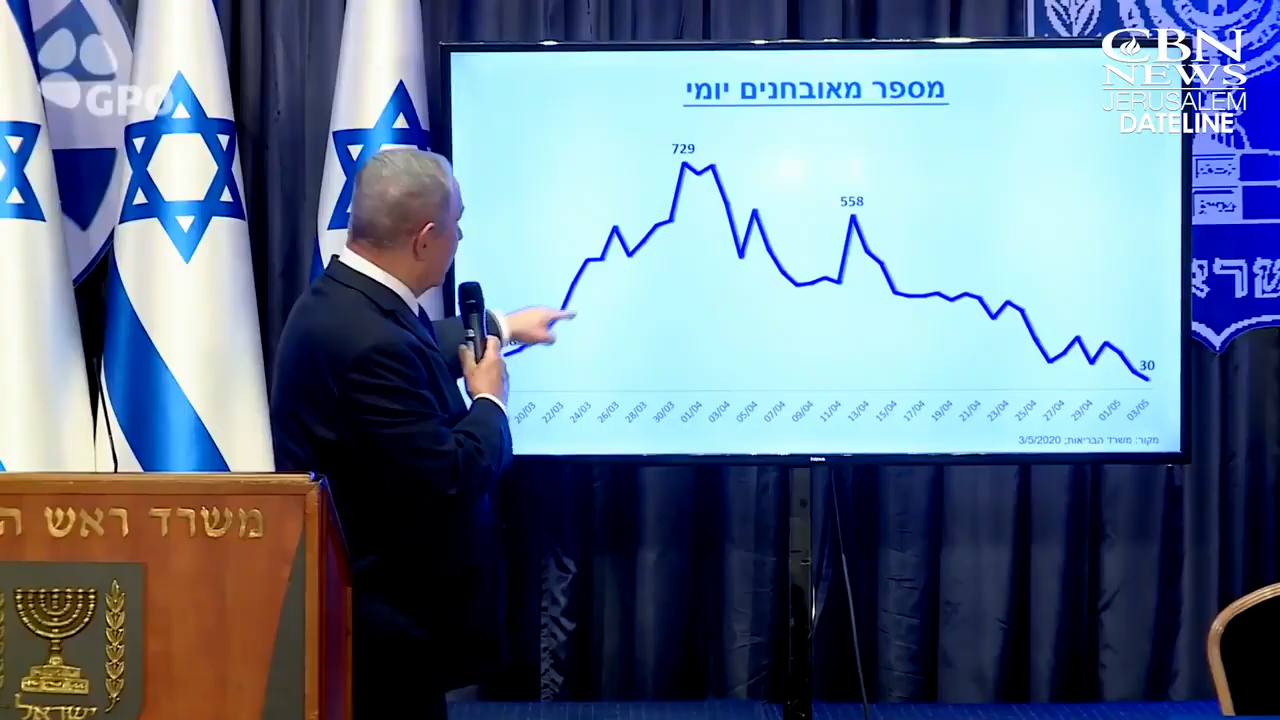 GPO
CBN
NEWS
JERUSALEM
DATELINE
מספר מאובחנים יומי
729
558
30
20/03 22/03 24/03 26/03 28/03 30/03 01/04 03/04 05/04 07/04 09/04 11/04 13/04 15/04 17/04 19/04 21/04 23/04 25/04 27/04 29/04 01/05 03/05
מקור: משרד הבריאות; 3/5/2020
משרד ראש ה
ישראל